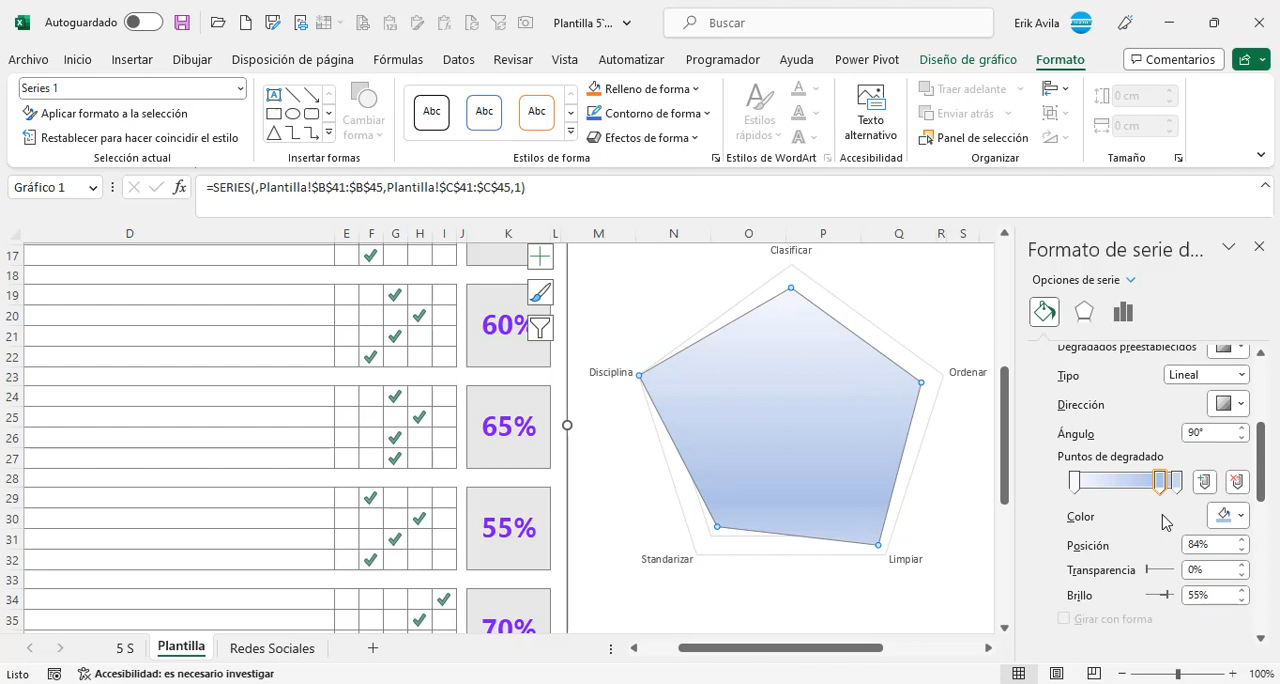 Autoguardado
Plantilla 5'...
Buscar
Erik Avila
Archivo Inicio Insertar Dibujar Disposición de página Fórmulas Datos Revisar Vista Automatizar Programador Ayuda Power Pivot Diseño de gráfico Formato Comentarios
Series 1
Aplicar formato a la selección
Restablecer para hacer coincidir el estilo
Selección actual
Cambiar forma
Insertar formas
Abc Abc Abc
Relleno de forma
Contorno de forma
Efectos de forma
Estilos de forma
Estilos rápidos
Estilos de WordArt
Texto alternativo
Accesibilidad
Traer adelante
Enviar atrás
Panel de selección
Organizar
0 cm
0 cm
Tamaño
Gráfico 1
fx
=SERIES(,Plantilla!$B$41:$B$45,Plantilla!$C$41:$C$45,1)
D E F G H I J K L M N O P Q R S
17
18
19
20
21
22
23
24
25
26
27
28
29
30
31
32
33
34
35
60%
65%
55%
70%
Clasificar
Ordenar
Limpiar
Standarizar
Disciplina
Formato de serie d...
Opciones de serie
Degradados preestablecidos
Tipo Lineal
Dirección
Ángulo 90°
Puntos de degradado
Color
Posición 84%
Transparencia 0%
Brillo 55%
Girar con forma
5 S Plantilla Redes Sociales
Listo
Accesibilidad: es necesario investigar
100%